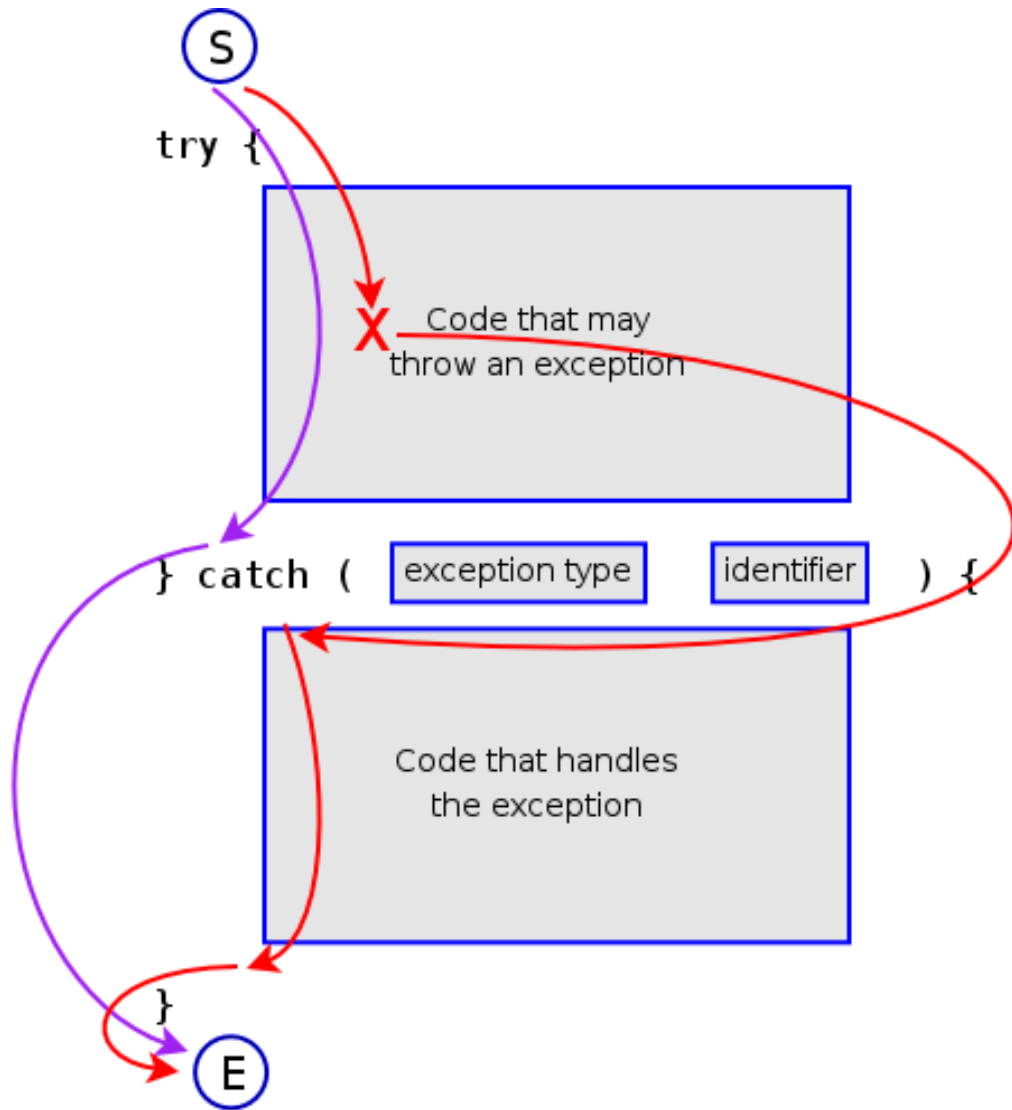 S
try {
X
Code that may
throw an exception
} catch ( exception type identifier ) {
Code that handles
the exception
}
E